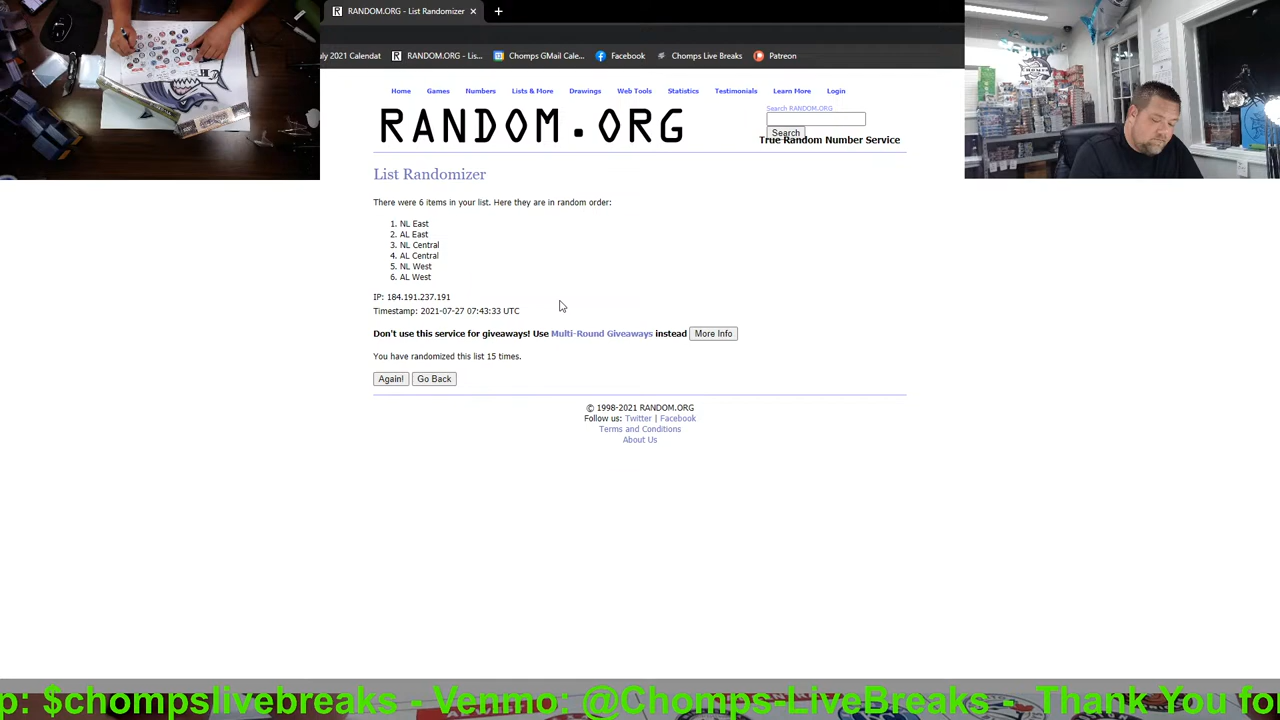 RANDOM.ORG - List Randomizer
uly 2021 Calendat RANDOM.ORG - Lis... Chomps GMail Cale... Facebook Chomps Live Breaks Patreon
Home Games Numbers Lists & More Drawings Web Tools Statistics Testimonials Learn More Login
RANDOM.ORG
Search RANDOM.ORG
Search
True Random Number Service
List Randomizer
There were 6 items in your list. Here they are in random order:
1. NL East
2. AL East
3. NL Central
4. AL Central
5. NL West
6. AL West
IP: 184.191.237.191
Timestamp: 2021-07-27 07:43:33 UTC
Don't use this service for giveaways! Use Multi-Round Giveaways instead More Info
You have randomized this list 15 times.
Again! Go Back
© 1998-2021 RANDOM.ORG
Follow us: Twitter | Facebook
Terms and Conditions
About Us
p: $chompslivebreaks - Venmo: @Chomps-LiveBreaks - Thank You for